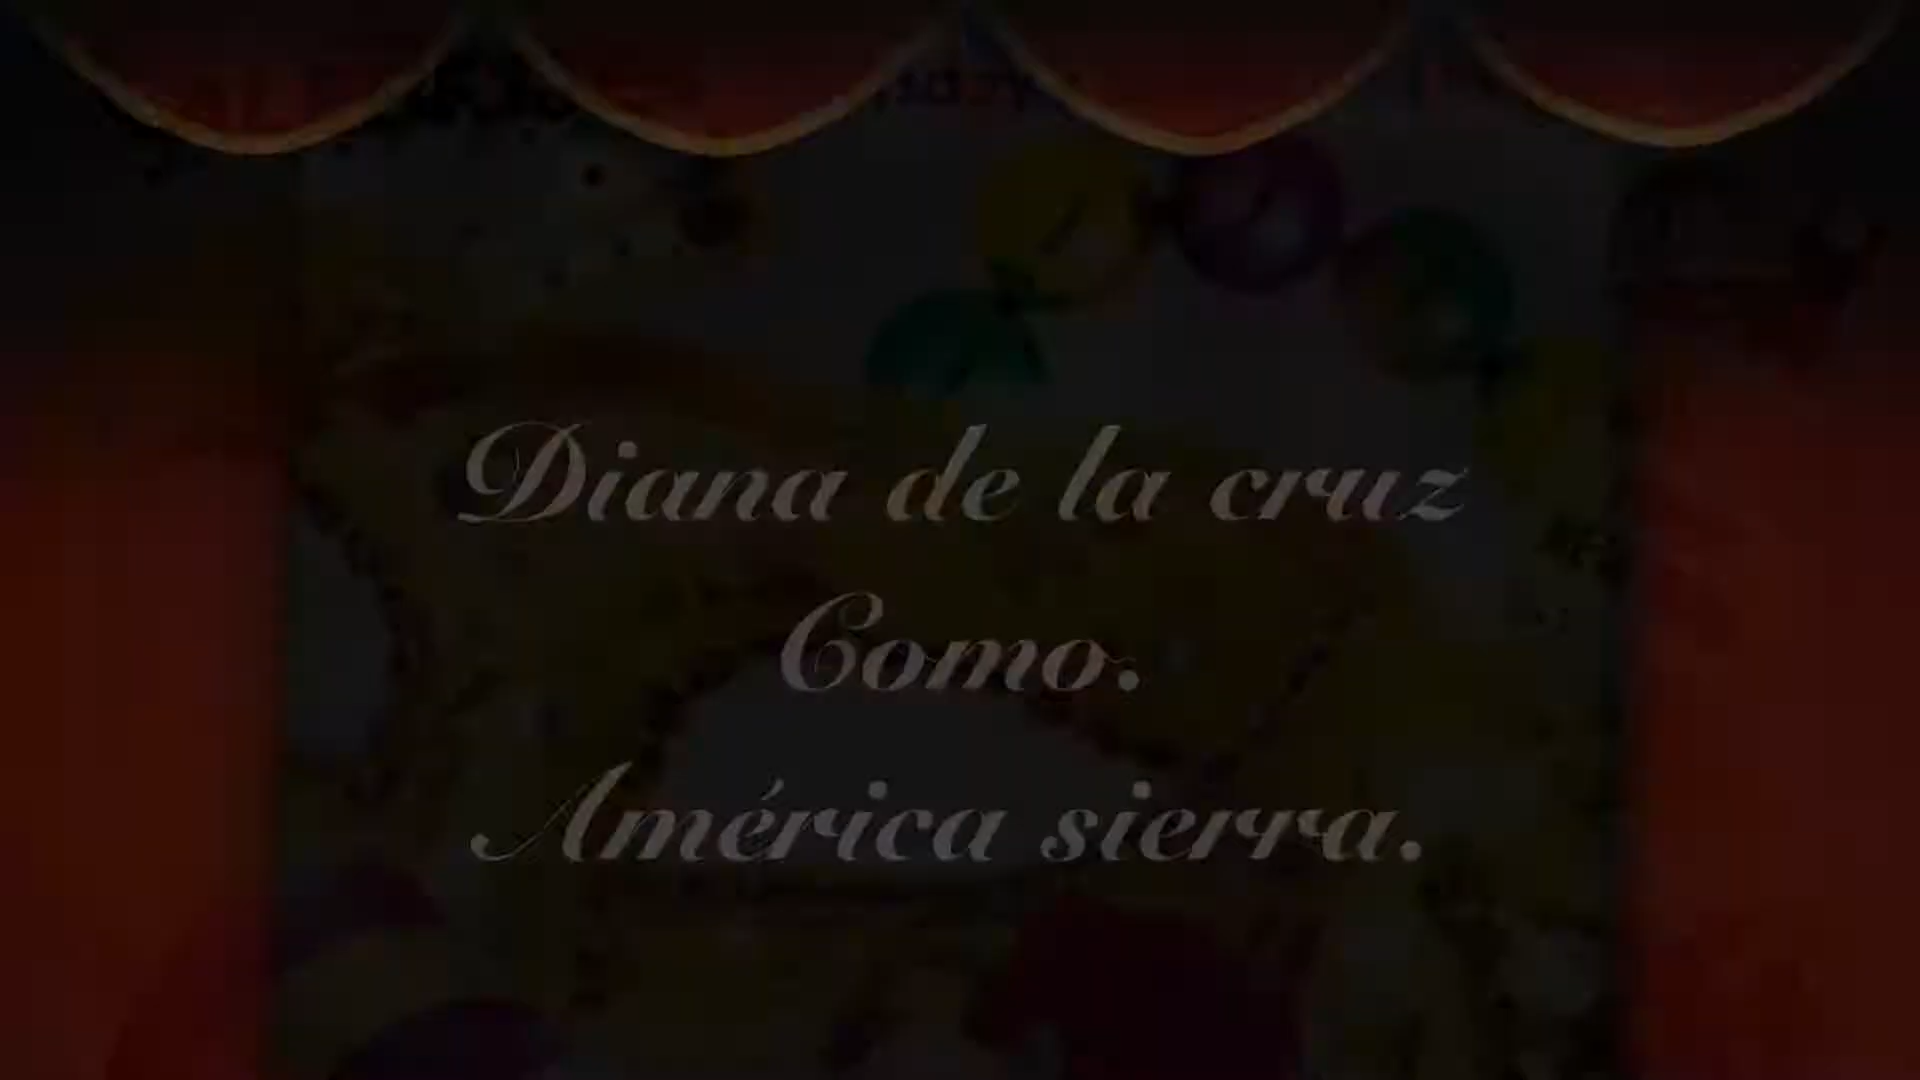 Diana de la cruz
Como.
América sierra.